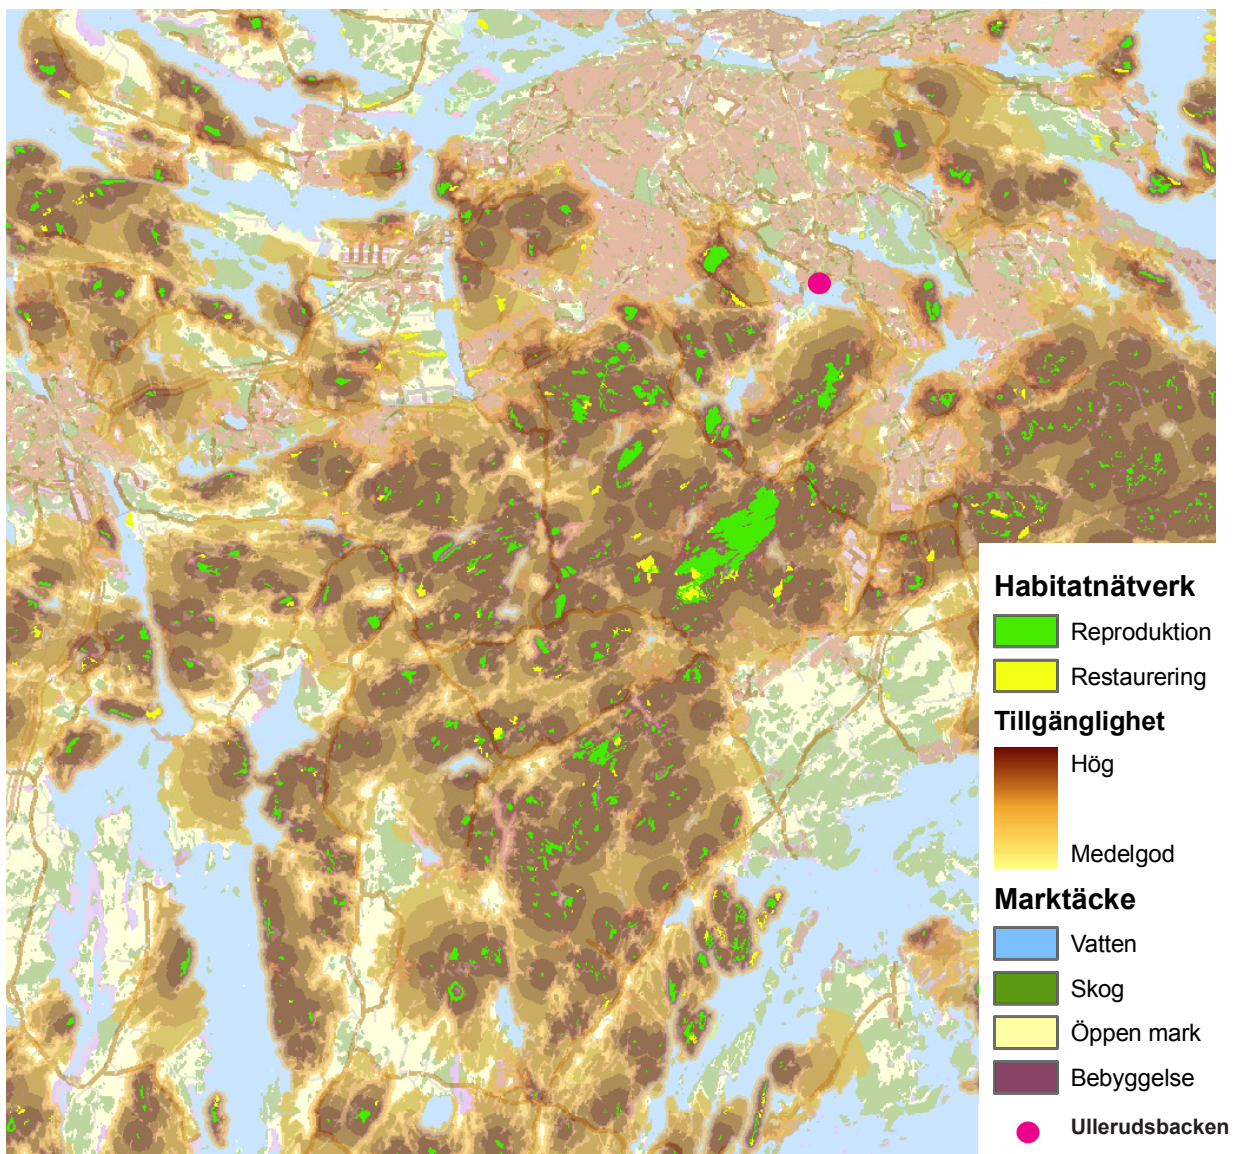 Habitatnätverk
Reproduktion
Restaurering
Tillgänglighet
Hög
Medelgod
Marktäcke
Vatten
Skog
Öppen mark
Bebyggelse
Ullerudsbacken